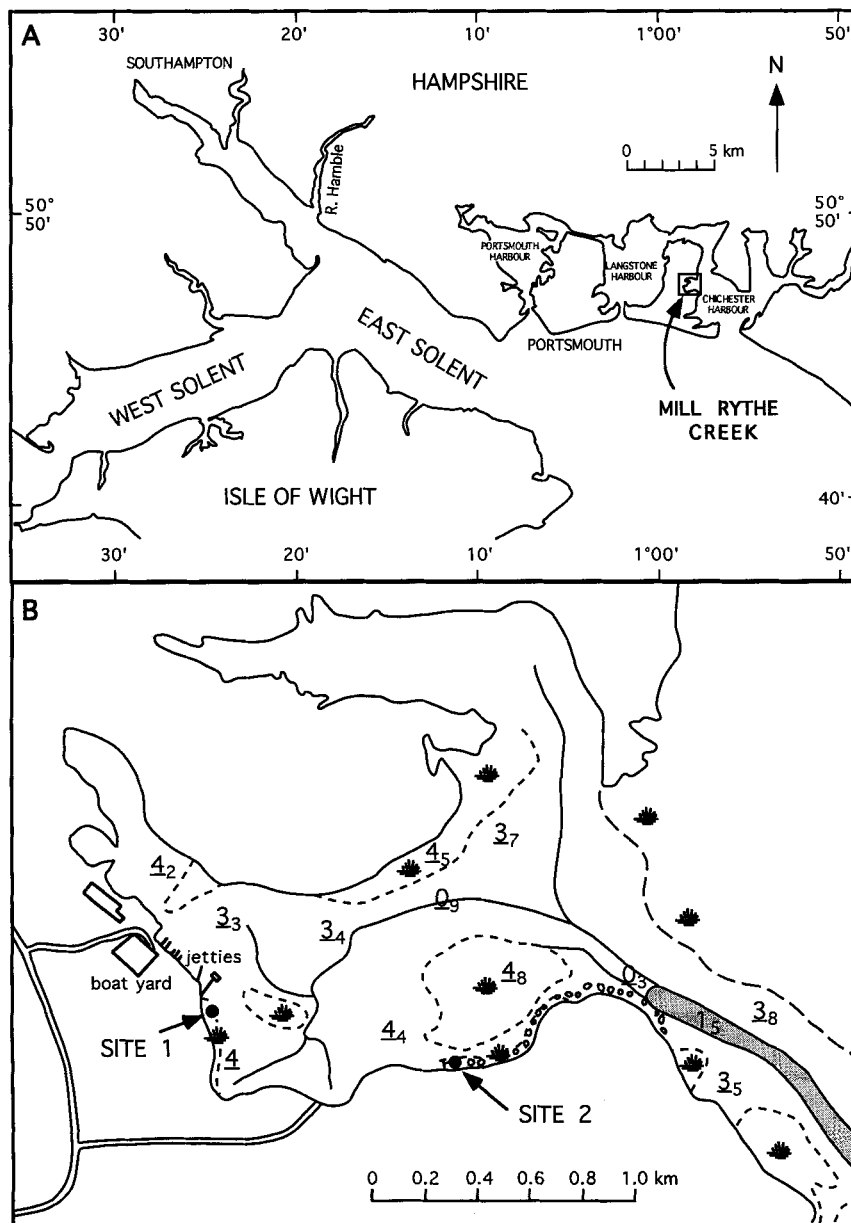 A
30' 20' 10' 1°00' 50'
SOUTHAMPTON
HAMPSHIRE
N
R. Hamble
0 5 km
50°
50'
50°
50'
PORTSMOUTH
HARBOUR
LANGSTONE
HARBOUR
CHICHESTER
HARBOUR
EAST SOLENT
PORTSMOUTH
WEST SOLENT
MILL RYTHE
CREEK
ISLE OF WIGHT
40'
30' 20' 10' 1°00' 50'
B
4₂
4₅
3₇
0₉
3₃
3₄
jetties
boat yard
4₈
0₃
1₅
3₈
SITE 1
4
4₄
3₅
SITE 2
0 0.2 0.4 0.6 0.8 1.0 km